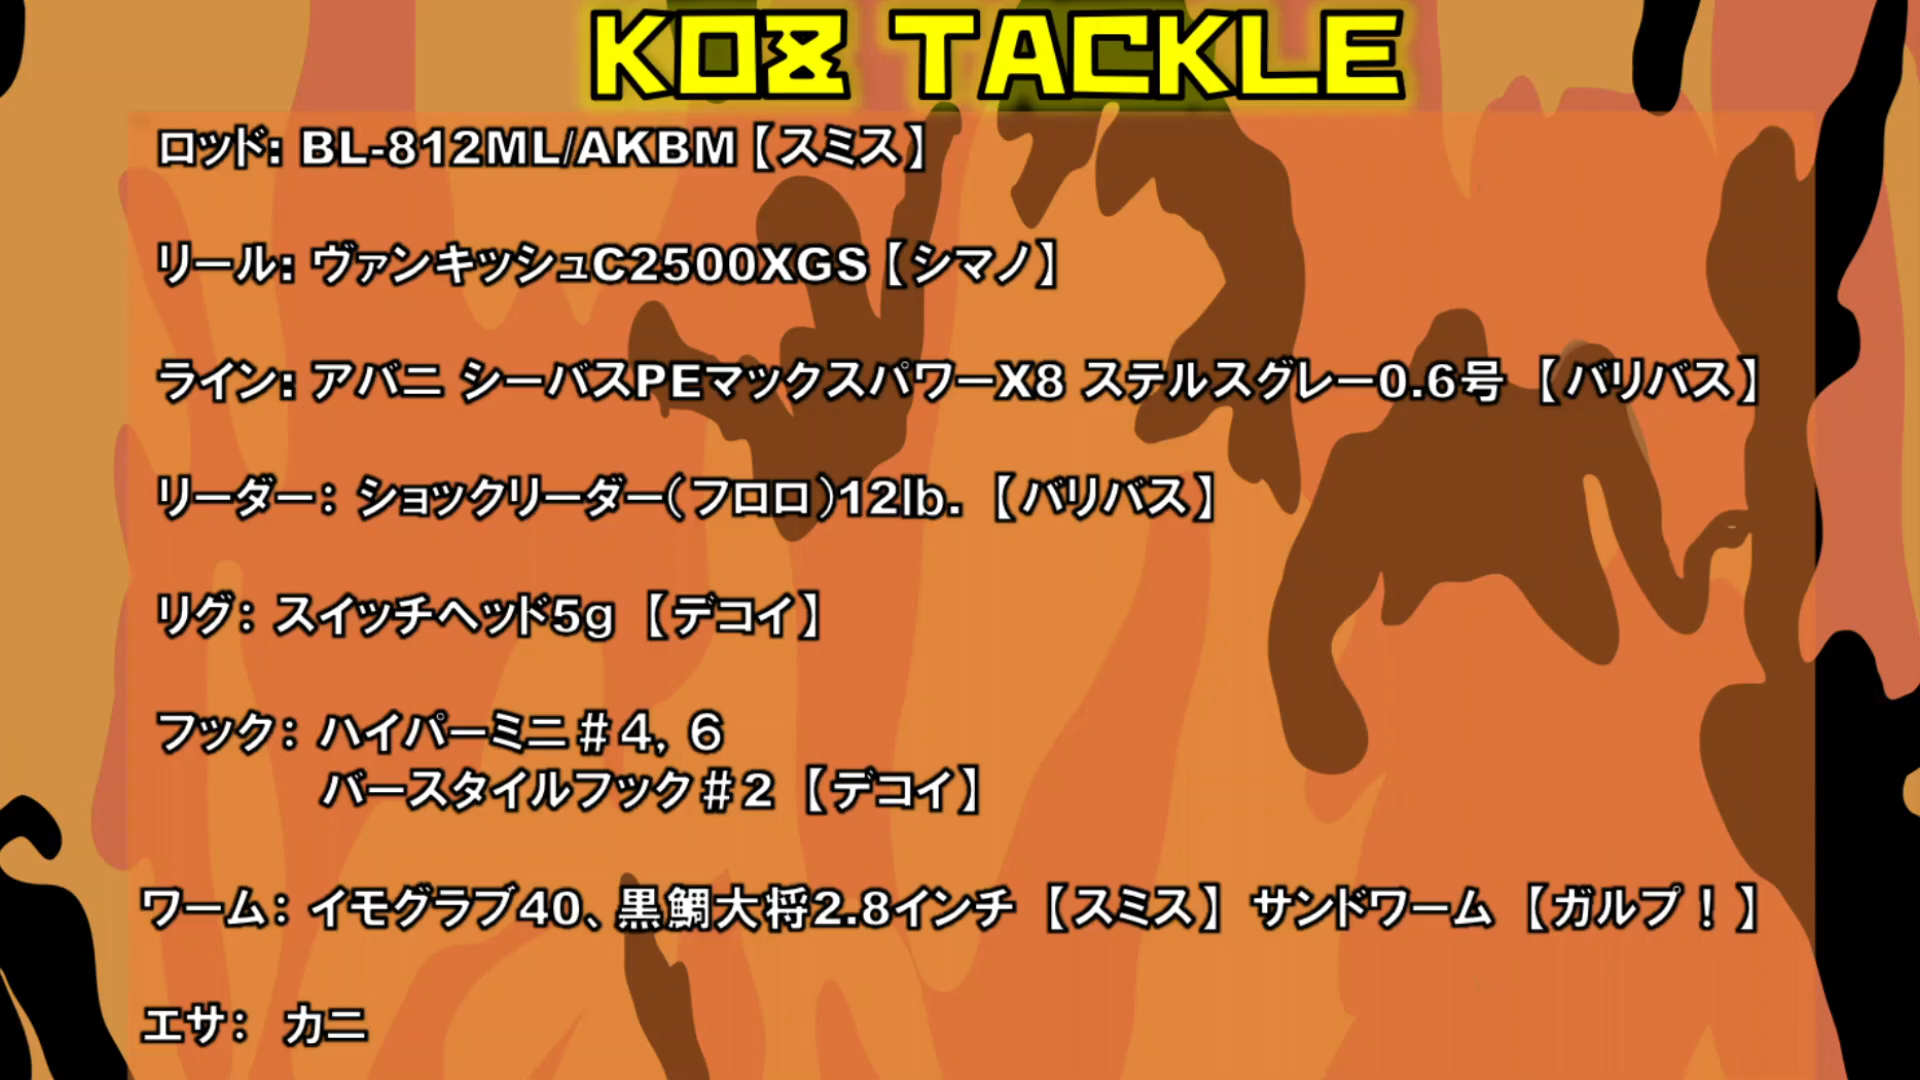 KOZ TACKLE
ロッド: BL-812ML/AKBM【スミス】
リール: ヴァンキッシュC2500XGS【シマノ】
ライン: アバニ シーバスPEマックスパワーX8 ステルスグレー0.6号 【バリバス】
リーダー: ショックリーダー(フロロ)12lb. 【バリバス】
リグ: スイッチヘッド5g 【デコイ】
フック: ハイパーミニ#4, 6
バースタイルフック#2 【デコイ】
ワーム: イモグラブ40、黒鯛大将2.8インチ 【スミス】 サンドワーム 【ガルプ!】
エサ: カニ